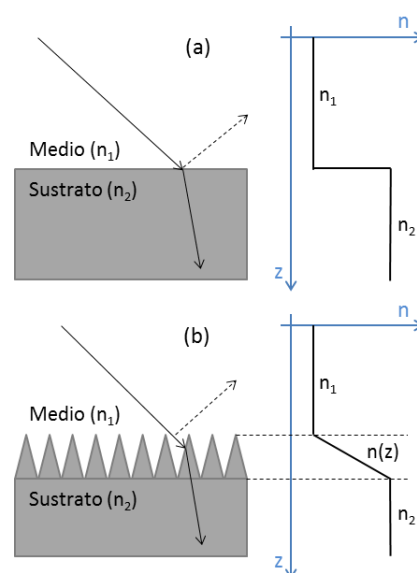 (a)
n
n₁
Medio (n₁)
Sustrato (n₂)
n₂
z
n
(b)
n₁
Medio (n₁)
n(z)
Sustrato (n₂)
n₂
z